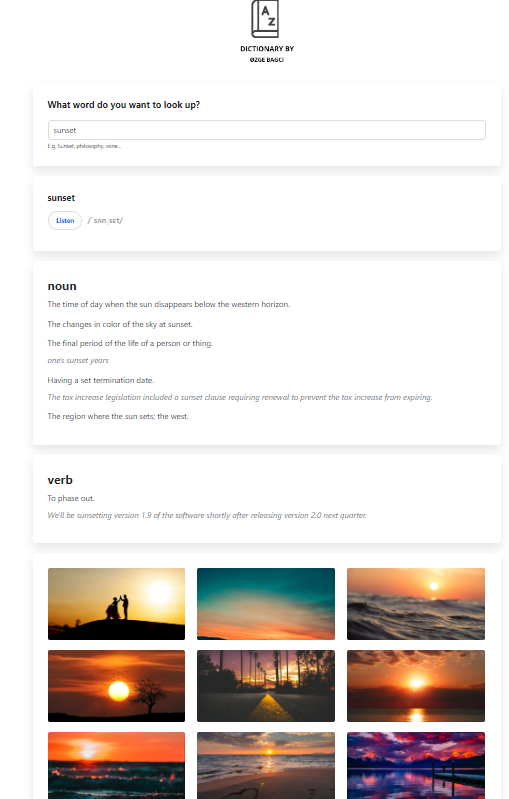 A
Z
DICTIONARY BY
ØZGE BAGCI
What word do you want to look up?
sunset
E.g. Sunset, philosophy, wine...
sunset
Listen /ˈsʌnˌsɛt/
noun
The time of day when the sun disappears below the western horizon.
The changes in color of the sky at sunset.
The final period of the life of a person or thing.
one's sunset years
Having a set termination date.
The tax increase legislation included a sunset clause requiring renewal to prevent the tax increase from expiring.
The region where the sun sets; the west.
verb
To phase out.
We'll be sunsetting version 1.9 of the software shortly after releasing version 2.0 next quarter.